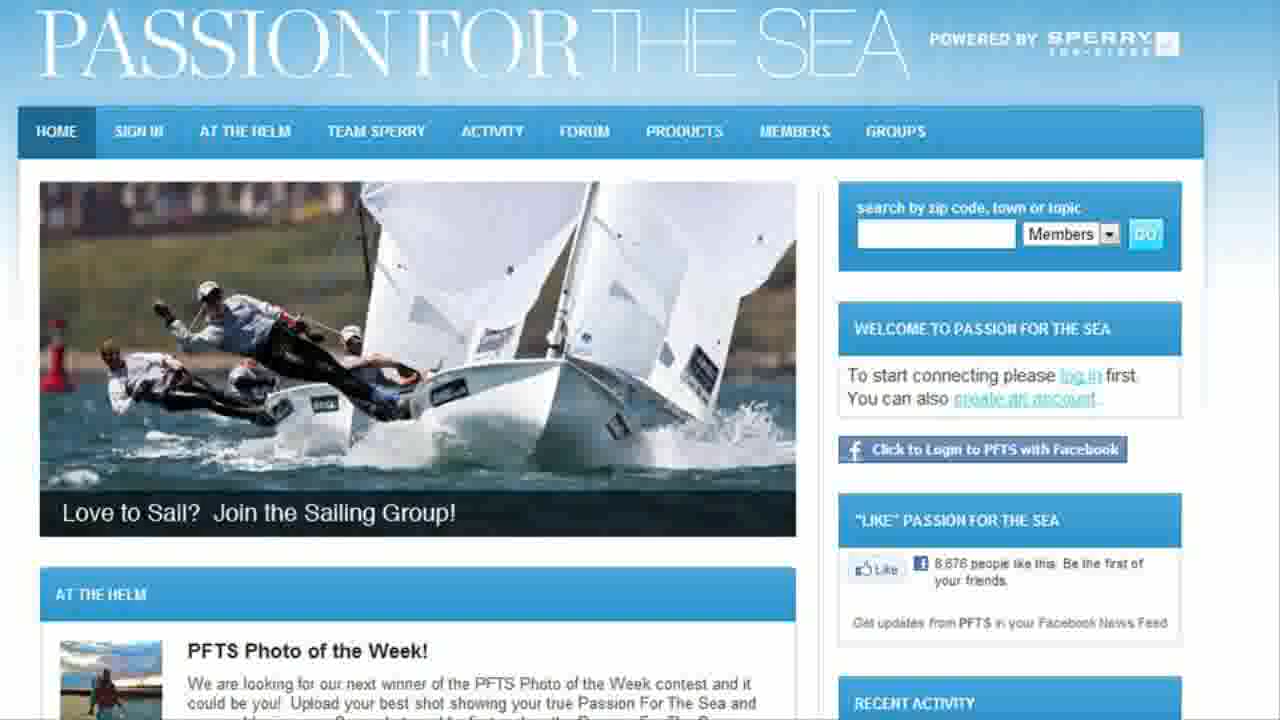 PASSION FOR THE SEA
POWERED BY SPERRY
TOP-SIDER
HOME
SIGN IN
AT THE HELM
TEAM SPERRY
ACTIVITY
FORUM
PRODUCTS
MEMBERS
GROUPS
search by zip code, town or topic
Members
GO
WELCOME TO PASSION FOR THE SEA
To start connecting please log in first.
You can also create an account.
Click to Login to PFTS with Facebook
"LIKE" PASSION FOR THE SEA
Like
8,676 people like this. Be the first of
your friends.
Get updates from PFTS in your Facebook News Feed
RECENT ACTIVITY
Love to Sail? Join the Sailing Group!
AT THE HELM
PFTS Photo of the Week!
We are looking for our next winner of the PFTS Photo of the Week contest and it
could be you! Upload your best shot showing your true Passion For The Sea and